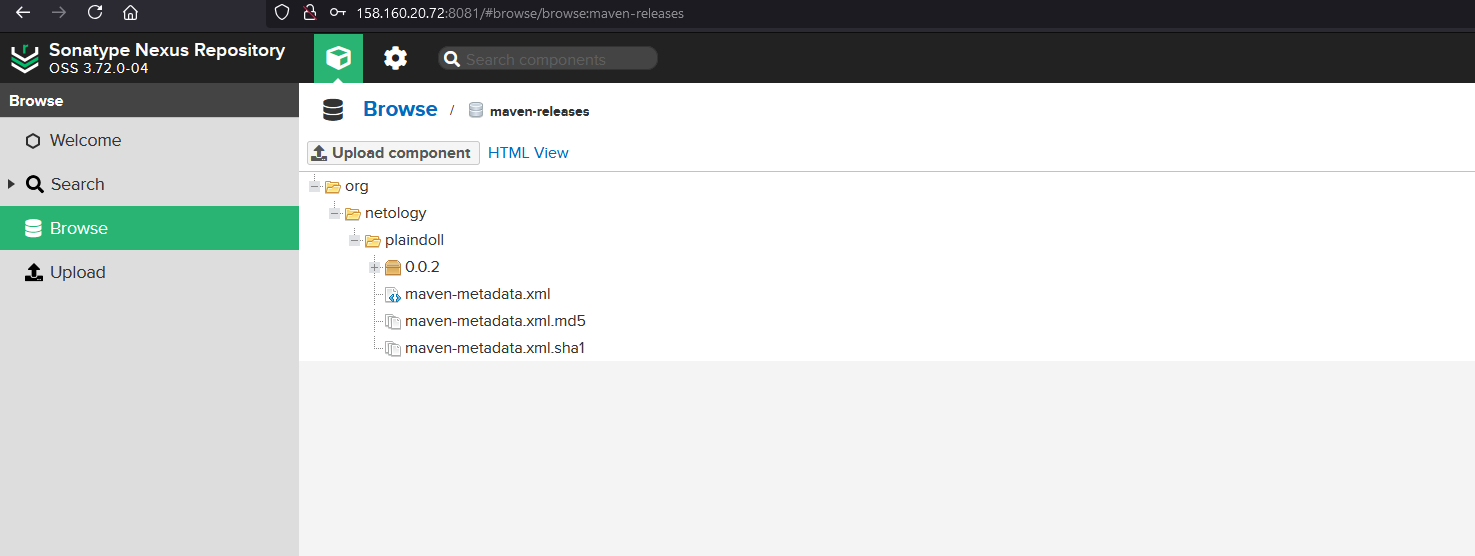 158.160.20.72:8081/#browse/browse:maven-releases
Sonatype Nexus Repository
OSS 3.72.0-04
Search components
Browse
Welcome
Search
Browse
Upload
Browse / maven-releases
Upload component HTML View
org
netology
plaindoll
0.0.2
maven-metadata.xml
maven-metadata.xml.md5
maven-metadata.xml.sha1